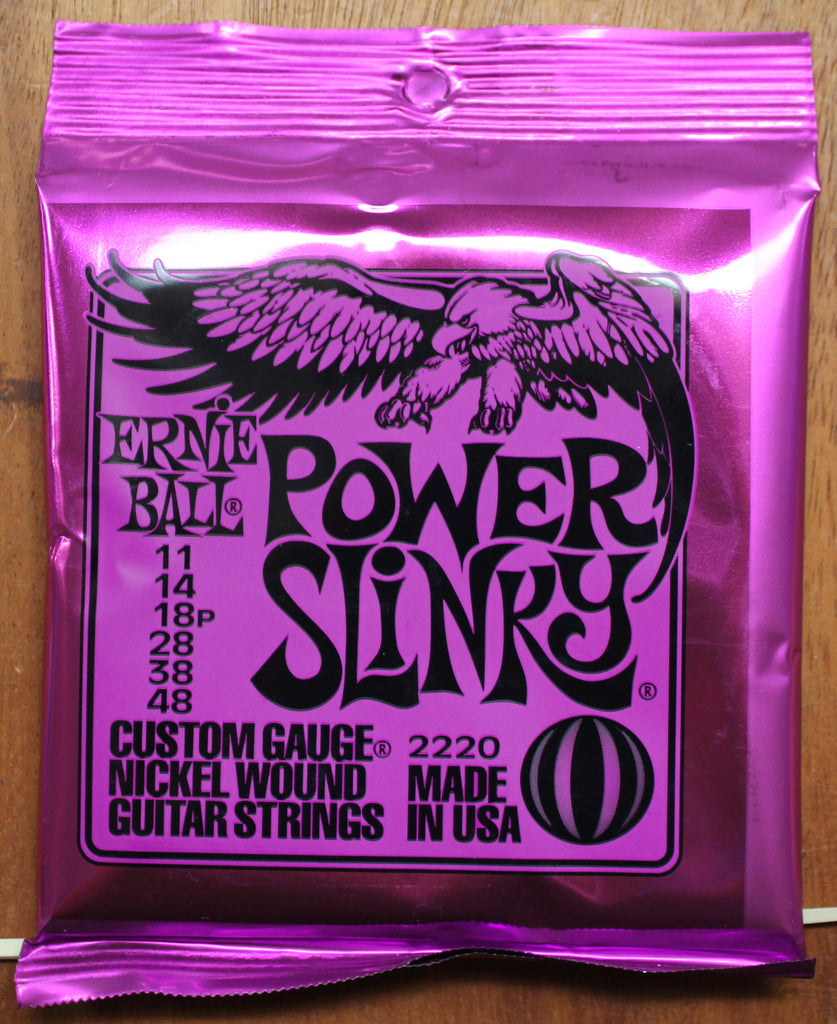 ERNIE
BALL®
POWER
SLINKY®
11
14
18P
28
38
48
CUSTOM GAUGE®
NICKEL WOUND
GUITAR STRINGS
2220
MADE
IN USA